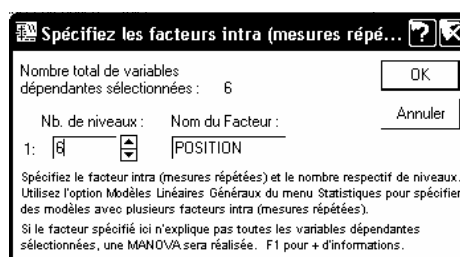 Spécifiez les facteurs intra (mesures répé...
Nombre total de variables
dépendantes sélectionnées : 6
OK
Annuler
Nb. de niveaux : Nom du Facteur :
1: 6 POSITION
Spécifiez le facteur intra (mesures répétées) et le nombre respectif de niveaux.
Utilisez l'option Modèles Linéaires Généraux du menu Statistiques pour spécifier
des modèles avec plusieurs facteurs intra (mesures répétées).
Si le facteur spécifié ici n'explique pas toutes les variables dépendantes
sélectionnées, une MANOVA sera réalisée. F1 pour + d'informations.